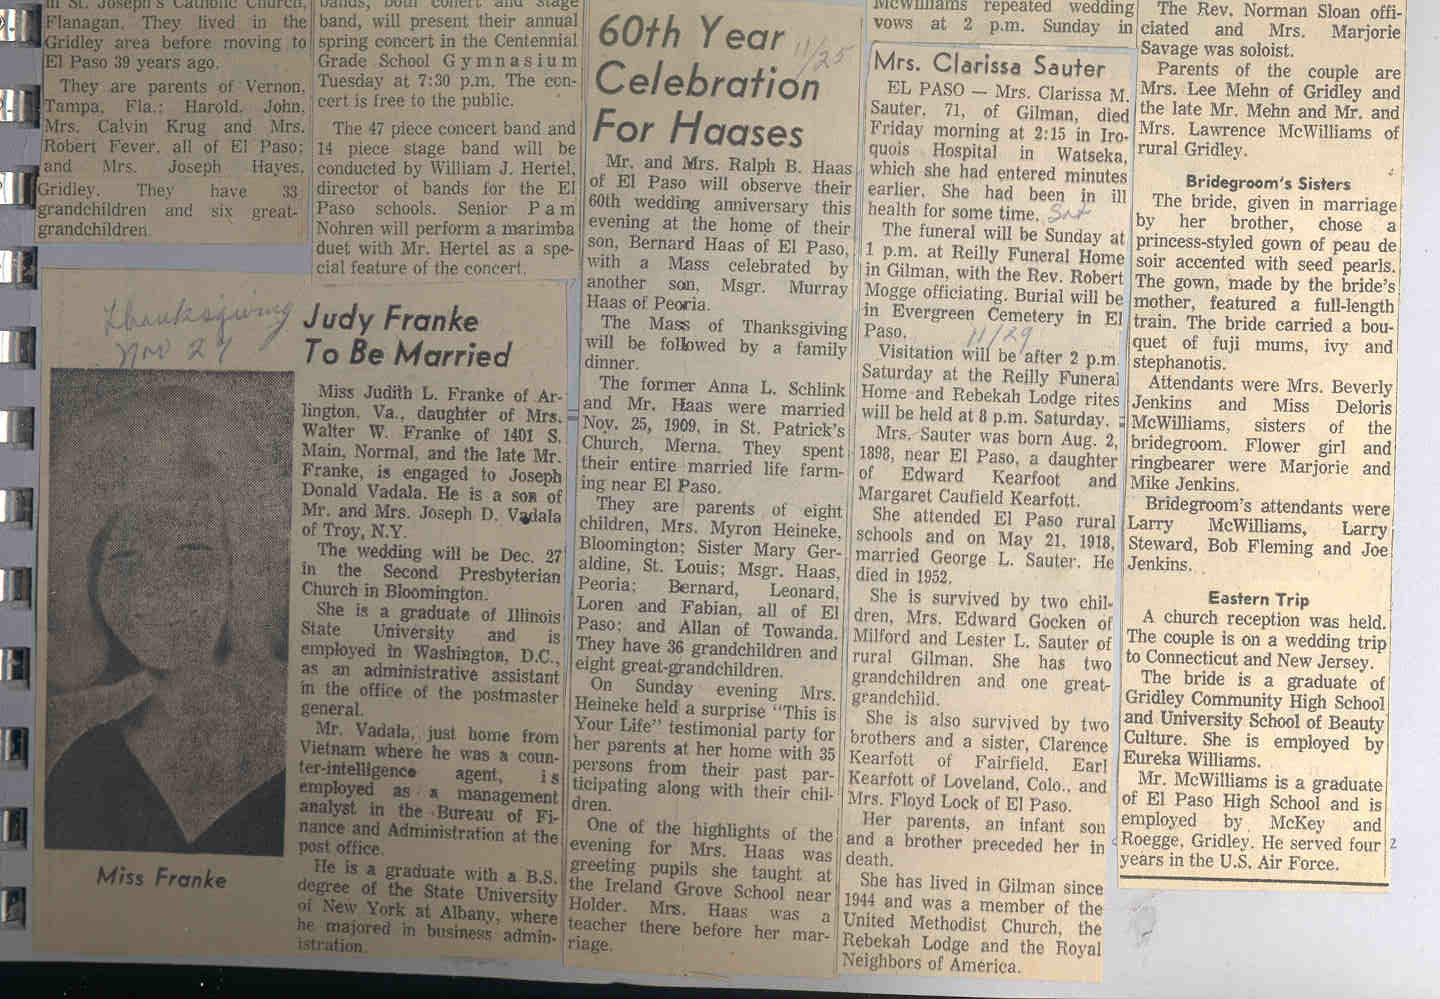 in St. Joseph's Catholic Church,
Flanagan. They lived in the
Gridley area before moving to
El Paso 39 years ago.
They are parents of Vernon,
Tampa, Fla.; Harold, John,
Mrs. Calvin Krug and Mrs.
Robert Fever, all of El Paso;
and Mrs. Joseph Hayes,
Gridley. They have 33
grandchildren and six great-
grandchildren.
bands, both concert and stage
band, will present their annual
spring concert in the Centennial
Grade School Gymnasium
Tuesday at 7:30 p.m. The con-
cert is free to the public.
The 47 piece concert band and
14 piece stage band will be
conducted by William J. Hertel,
director of bands for the El
Paso schools. Senior Pam
Nohren will perform a marimba
duet with Mr. Hertel as a spe-
cial feature of the concert.
Thanksgiving
Nov 27
Miss Franke
Judy Franke
To Be Married
Miss Judith L. Franke of Ar-
lington, Va., daughter of Mrs.
Walter W. Franke of 1401 S.
Main, Normal, and the late Mr.
Franke, is engaged to Joseph
Donald Vadala. He is a son of
Mr. and Mrs. Joseph D. Vadala
of Troy, N.Y.
The wedding will be Dec. 27
in the Second Presbyterian
Church in Bloomington.
She is a graduate of Illinois
State University and is
employed in Washington, D.C.,
as an administrative assistant
in the office of the postmaster
general.
Mr. Vadala, just home from
Vietnam where he was a coun-
ter-intelligence agent, is
employed as a management
analyst in the Bureau of Fi-
nance and Administration at the
post office.
He is a graduate with a B.S.
degree of the State University
of New York at Albany, where
he majored in business admin-
istration.
60th Year
Celebration
For Haases
11/25
Mr. and Mrs. Ralph B. Haas
of El Paso will observe their
60th wedding anniversary this
evening at the home of their
son, Bernard Haas of El Paso,
with a Mass celebrated by
another son, Msgr. Murray
Haas of Peoria.
The Mass of Thanksgiving
will be followed by a family
dinner.
The former Anna L. Schlink
and Mr. Haas were married
Nov. 25, 1909, in St. Patrick's
Church, Merna. They spent
their entire married life farm-
ing near El Paso.
They are parents of eight
children, Mrs. Myron Heineke,
Bloomington; Sister Mary Ger-
aldine, St. Louis; Msgr. Haas,
Peoria; Bernard, Leonard,
Loren and Fabian, all of El
Paso; and Allan of Towanda.
They have 36 grandchildren and
eight great-grandchildren.
On Sunday evening Mrs.
Heineke held a surprise "This is
Your Life" testimonial party for
her parents at her home with 35
persons from their past par-
ticipating along with their chil-
dren.
One of the highlights of the
evening for Mrs. Haas was
greeting pupils she taught at
the Ireland Grove School near
Holder. Mrs. Haas was a
teacher there before her mar-
riage.
McWilliams repeated wedding
vows at 2 p.m. Sunday in
Mrs. Clarissa Sauter
EL PASO — Mrs. Clarissa M.
Sauter, 71, of Gilman, died
Friday morning at 2:15 in Iro-
quois Hospital in Watseka,
which she had entered minutes
earlier. She had been in ill
health for some time. Sat
The funeral will be Sunday at
1 p.m. at Reilly Funeral Home
in Gilman, with the Rev. Robert
Mogge officiating. Burial will be
in Evergreen Cemetery in El
Paso. 11/29
Visitation will be after 2 p.m.
Saturday at the Reilly Funeral
Home and Rebekah Lodge rites
will be held at 8 p.m. Saturday.
Mrs. Sauter was born Aug. 2,
1898, near El Paso, a daughter
of Edward Kearfoot and
Margaret Caufield Kearfott.
She attended El Paso rural
schools and on May 21, 1918,
married George L. Sauter. He
died in 1952.
She is survived by two chil-
dren, Mrs. Edward Gocken of
Milford and Lester L. Sauter of
rural Gilman. She has two
grandchildren and one great-
grandchild.
She is also survived by two
brothers and a sister, Clarence
Kearfott of Fairfield, Earl
Kearfott of Loveland, Colo., and
Mrs. Floyd Lock of El Paso.
Her parents, an infant son
and a brother preceded her in
death.
She has lived in Gilman since
1944 and was a member of the
United Methodist Church, the
Rebekah Lodge and the Royal
Neighbors of America.
The Rev. Norman Sloan offi-
ciated and Mrs. Marjorie
Savage was soloist.
Parents of the couple are
Mrs. Lee Mehn of Gridley and
the late Mr. Mehn and Mr. and
Mrs. Lawrence McWilliams of
rural Gridley.
Bridegroom's Sisters
The bride, given in marriage
by her brother, chose a
princess-styled gown of peau de
soir accented with seed pearls.
The gown, made by the bride's
mother, featured a full-length
train. The bride carried a bou-
quet of fuji mums, ivy and
stephanotis.
Attendants were Mrs. Beverly
Jenkins and Miss Deloris
McWilliams, sisters of the
bridegroom. Flower girl and
ringbearer were Marjorie and
Mike Jenkins.
Bridegroom's attendants were
Larry McWilliams, Larry
Steward, Bob Fleming and Joe
Jenkins.
Eastern Trip
A church reception was held.
The couple is on a wedding trip
to Connecticut and New Jersey.
The bride is a graduate of
Gridley Community High School
and University School of Beauty
Culture. She is employed by
Eureka Williams.
Mr. McWilliams is a graduate
of El Paso High School and is
employed by McKey and
Roegge, Gridley. He served four
years in the U.S. Air Force.
2